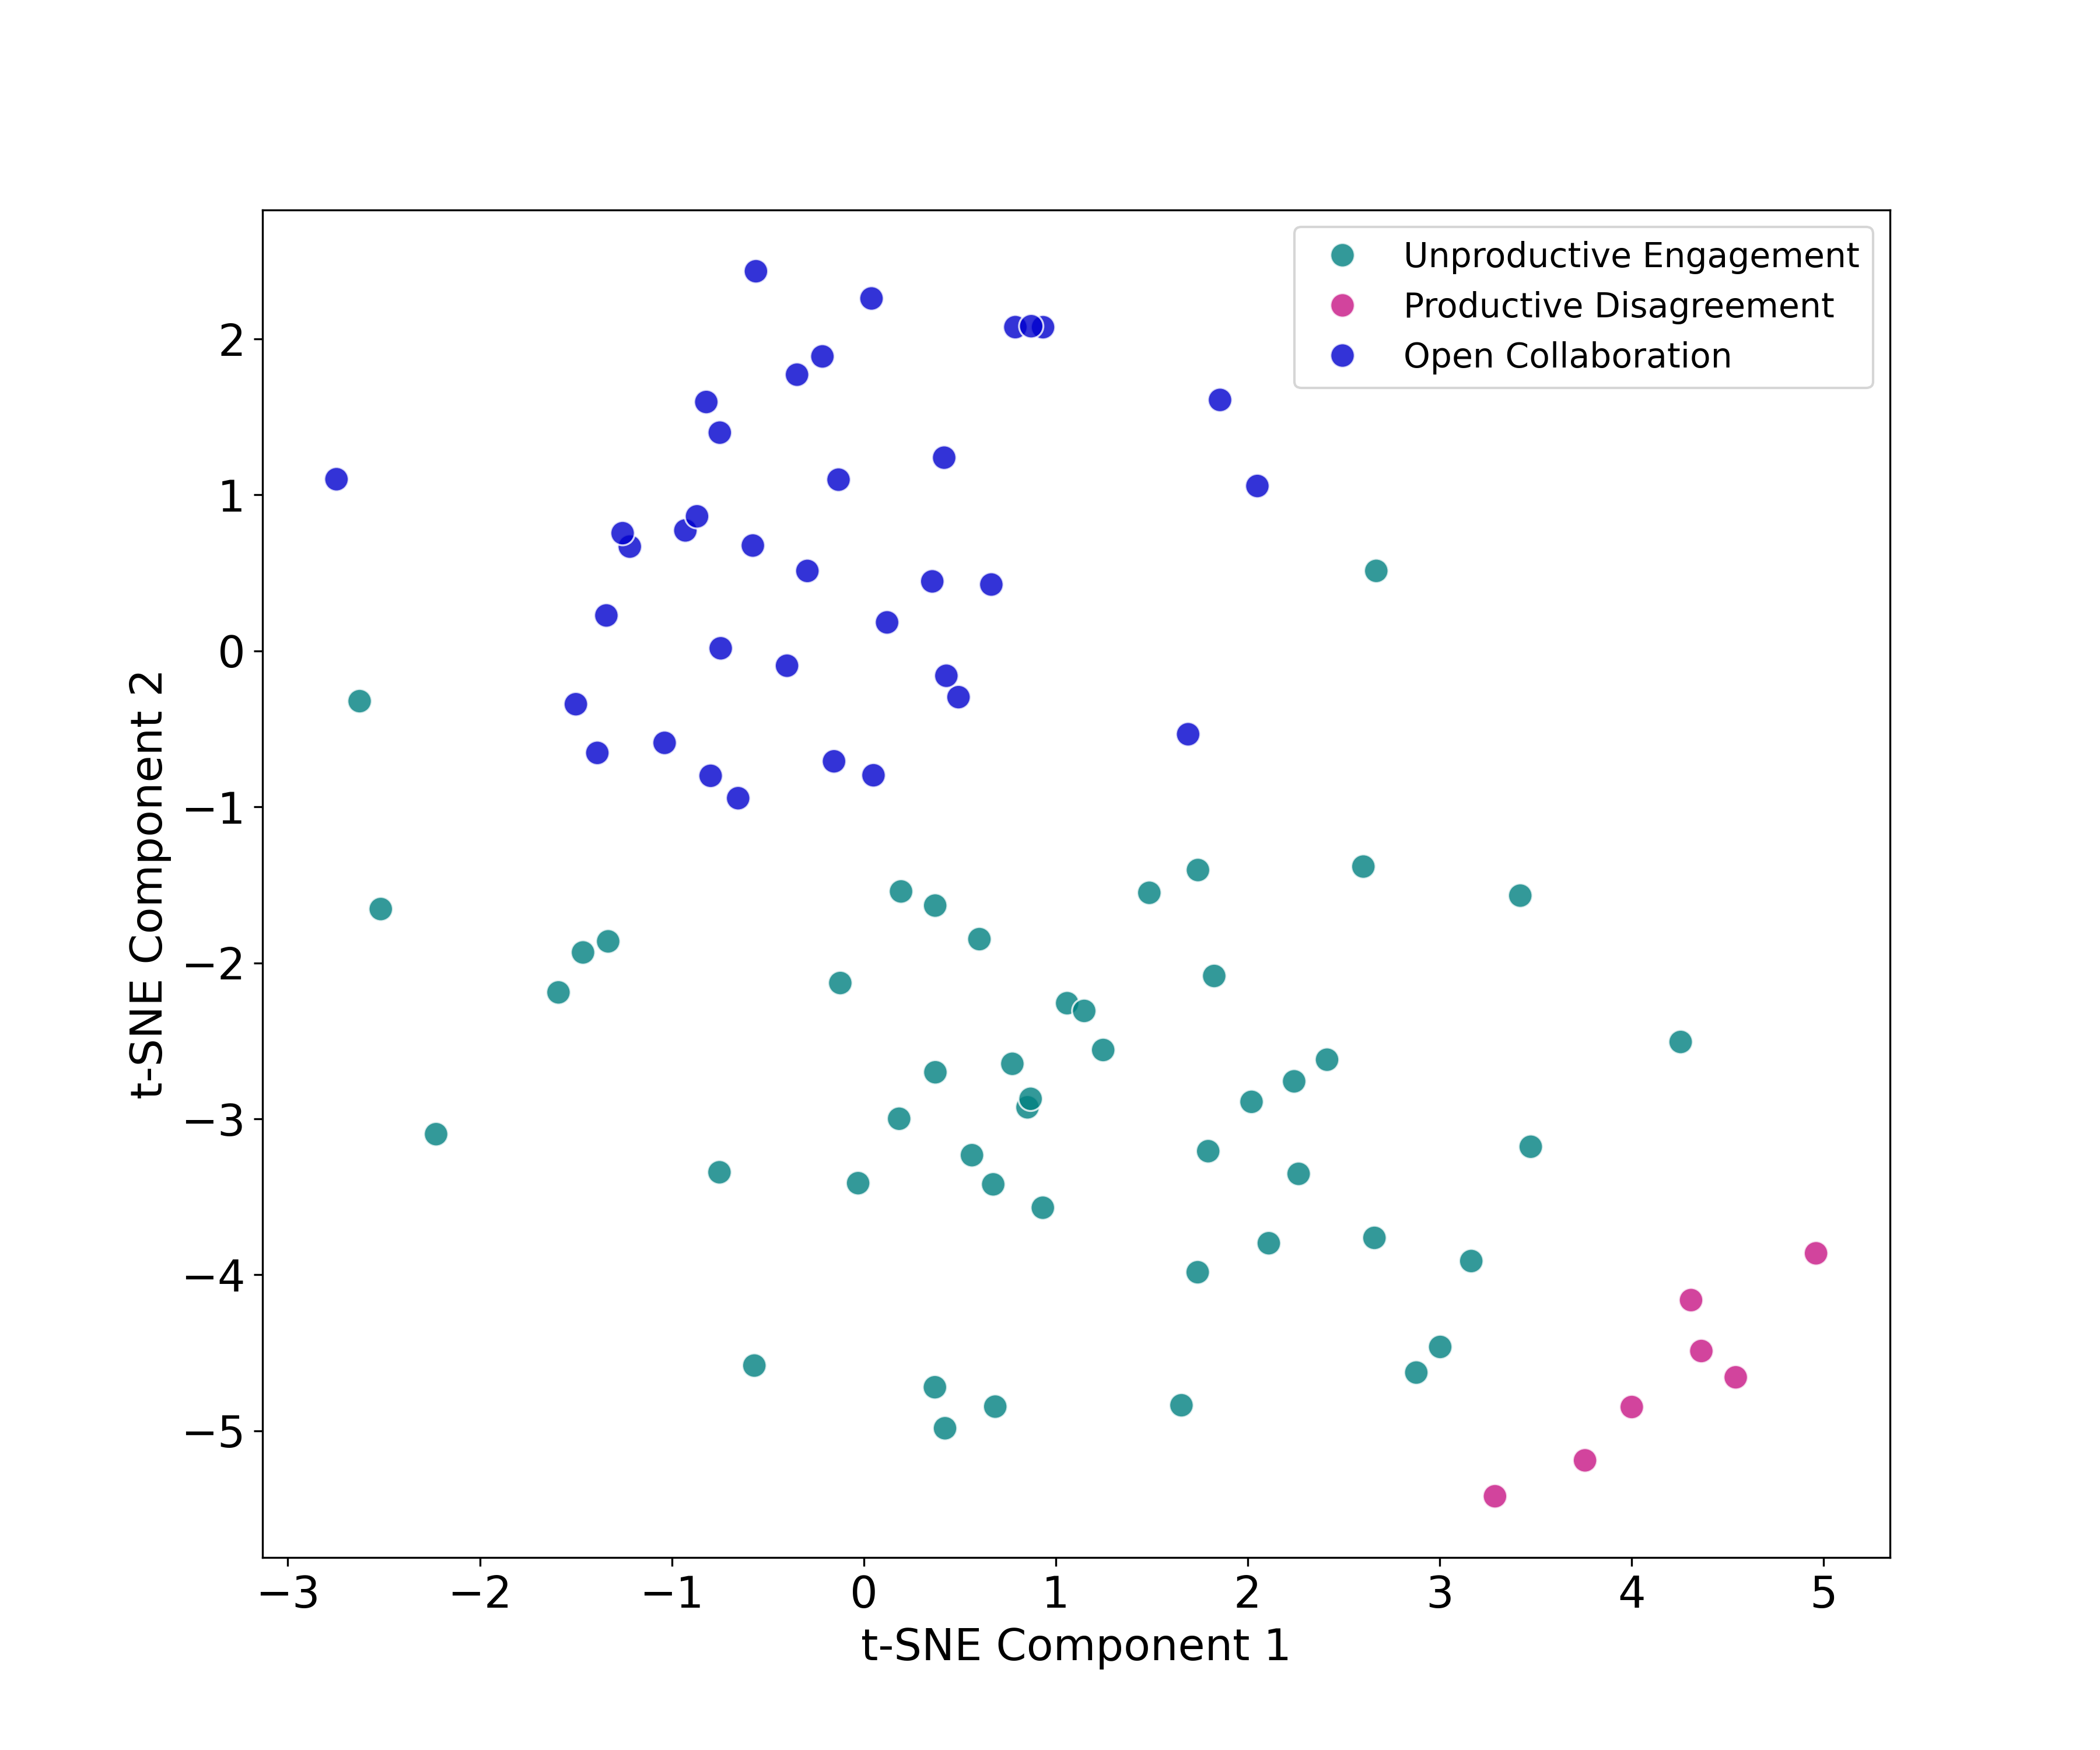 Unproductive Engagement
Productive Disagreement
Open Collaboration
2
1
0
−1
−2
−3
−4
−5
t-SNE Component 2
−3 −2 −1 0 1 2 3 4 5
t-SNE Component 1